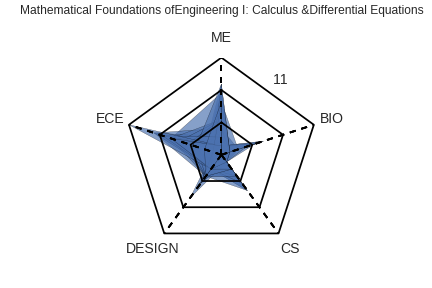 Mathematical Foundations ofEngineering I: Calculus &Differential Equations
ME
11
ECE
BIO
DESIGN
CS